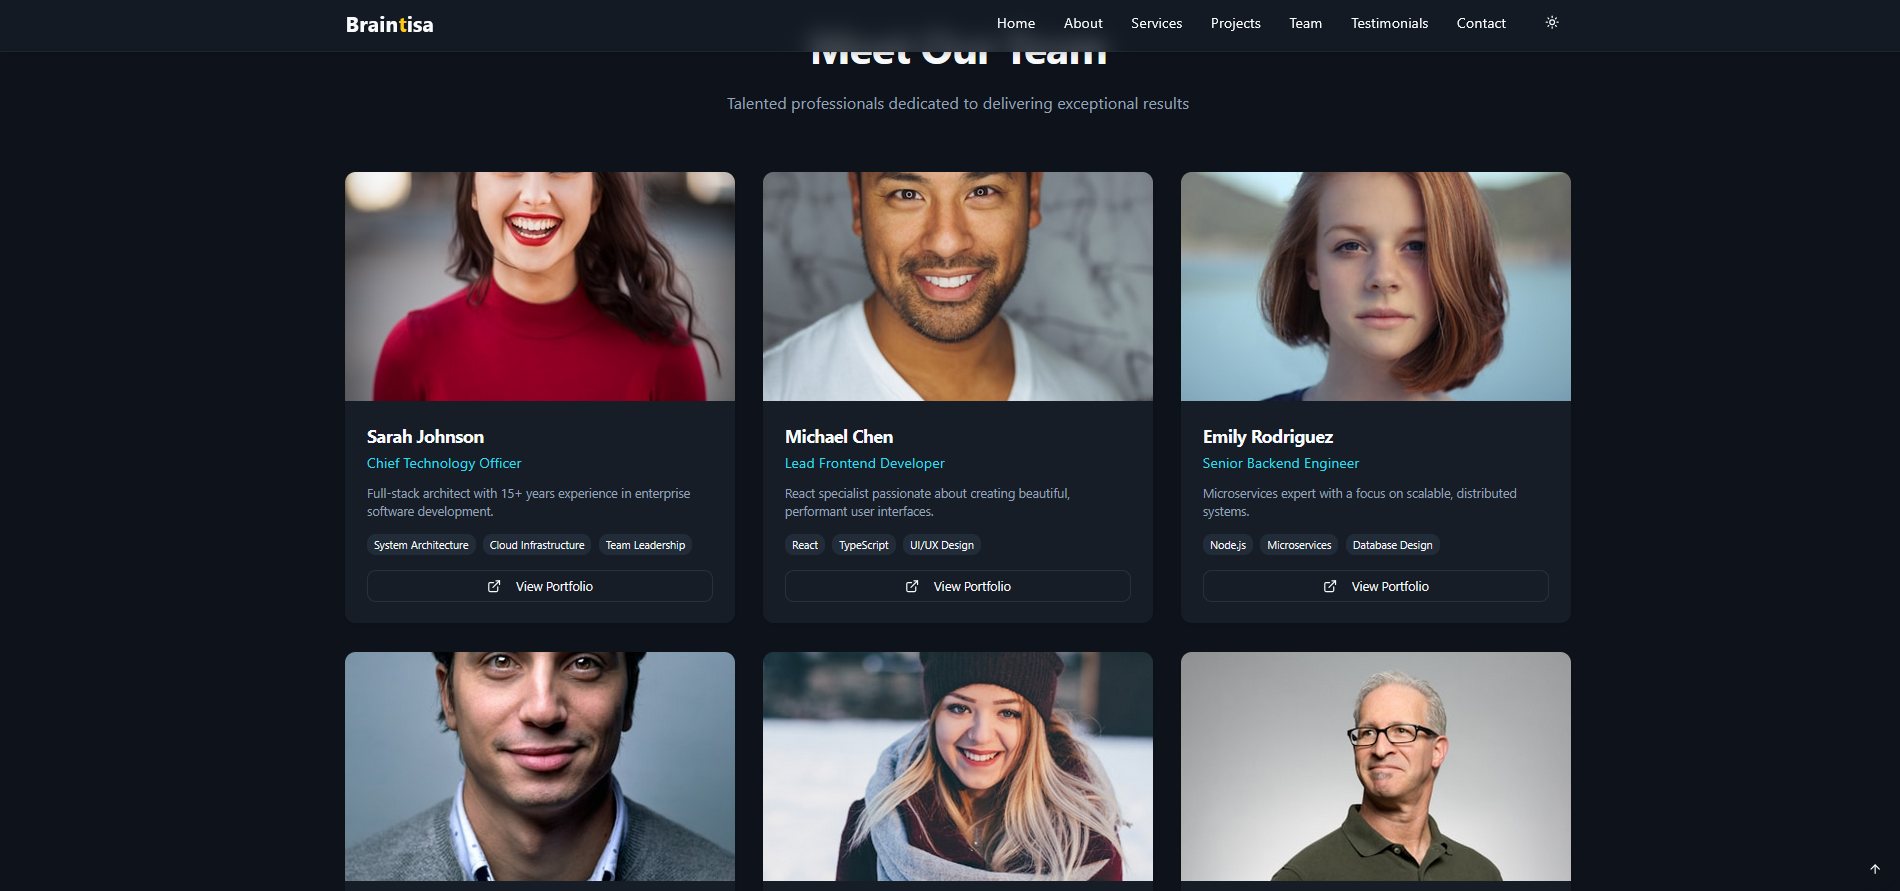 Braintisa
Home About Services Projects Team Testimonials Contact
Meet Our Team
Talented professionals dedicated to delivering exceptional results
Sarah Johnson
Chief Technology Officer
Full-stack architect with 15+ years experience in enterprise
software development.
System Architecture Cloud Infrastructure Team Leadership
View Portfolio
Michael Chen
Lead Frontend Developer
React specialist passionate about creating beautiful,
performant user interfaces.
React TypeScript UI/UX Design
View Portfolio
Emily Rodriguez
Senior Backend Engineer
Microservices expert with a focus on scalable, distributed
systems.
Node.js Microservices Database Design
View Portfolio